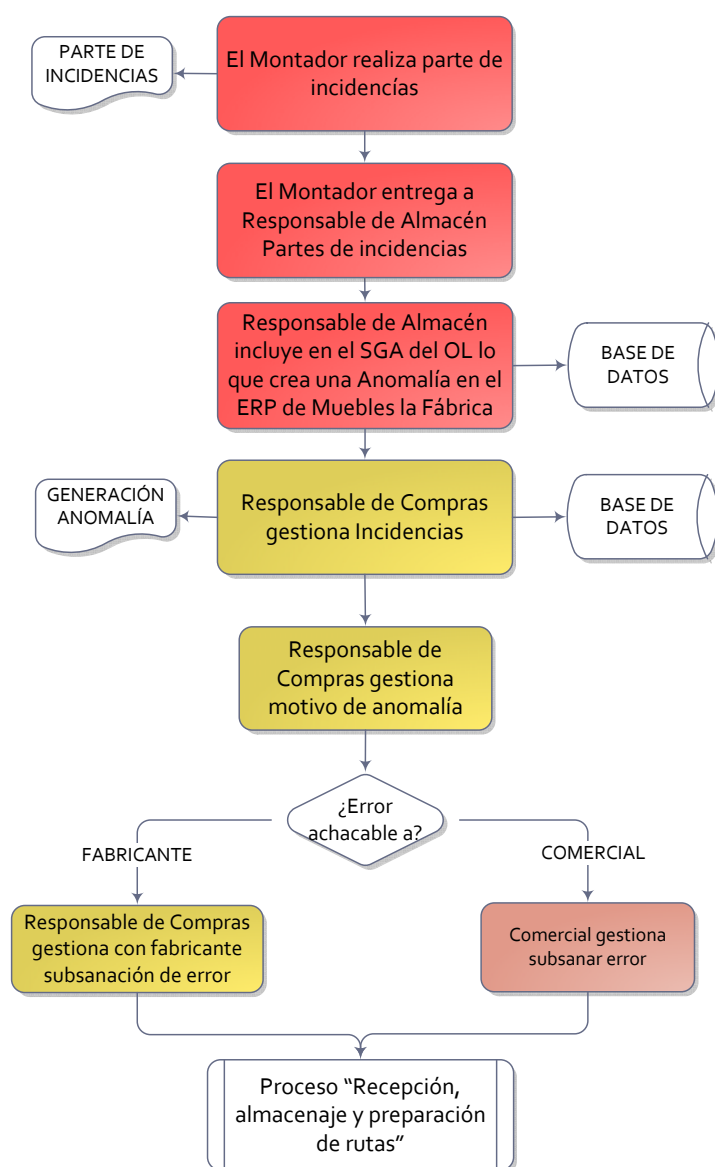 PARTE DE
INCIDENCIAS
El Montador realiza parte de
incidencías
El Montador entrega a
Responsable de Almacén
Partes de incidencias
Responsable de Almacén
incluye en el SGA del OL lo
que crea una Anomalía en el
ERP de Muebles la Fábrica
BASE DE
DATOS
GENERACIÓN
ANOMALÍA
Responsable de Compras
gestiona Incidencias
BASE DE
DATOS
Responsable de
Compras gestiona
motivo de anomalía
¿Error
achacable a?
FABRICANTE
COMERCIAL
Responsable de Compras
gestiona con fabricante
subsanación de error
Comercial gestiona
subsanar error
Proceso “Recepción,
almacenaje y preparación
de rutas”